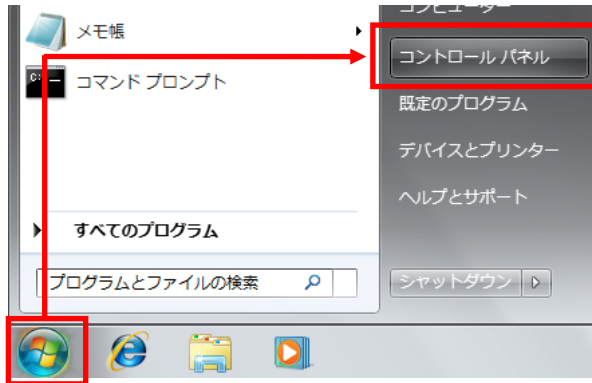 コンピューター
メモ帳
コントロール パネル
コマンド プロンプト
既定のプログラム
デバイスとプリンター
ヘルプとサポート
すべてのプログラム
プログラムとファイルの検索
シャットダウン